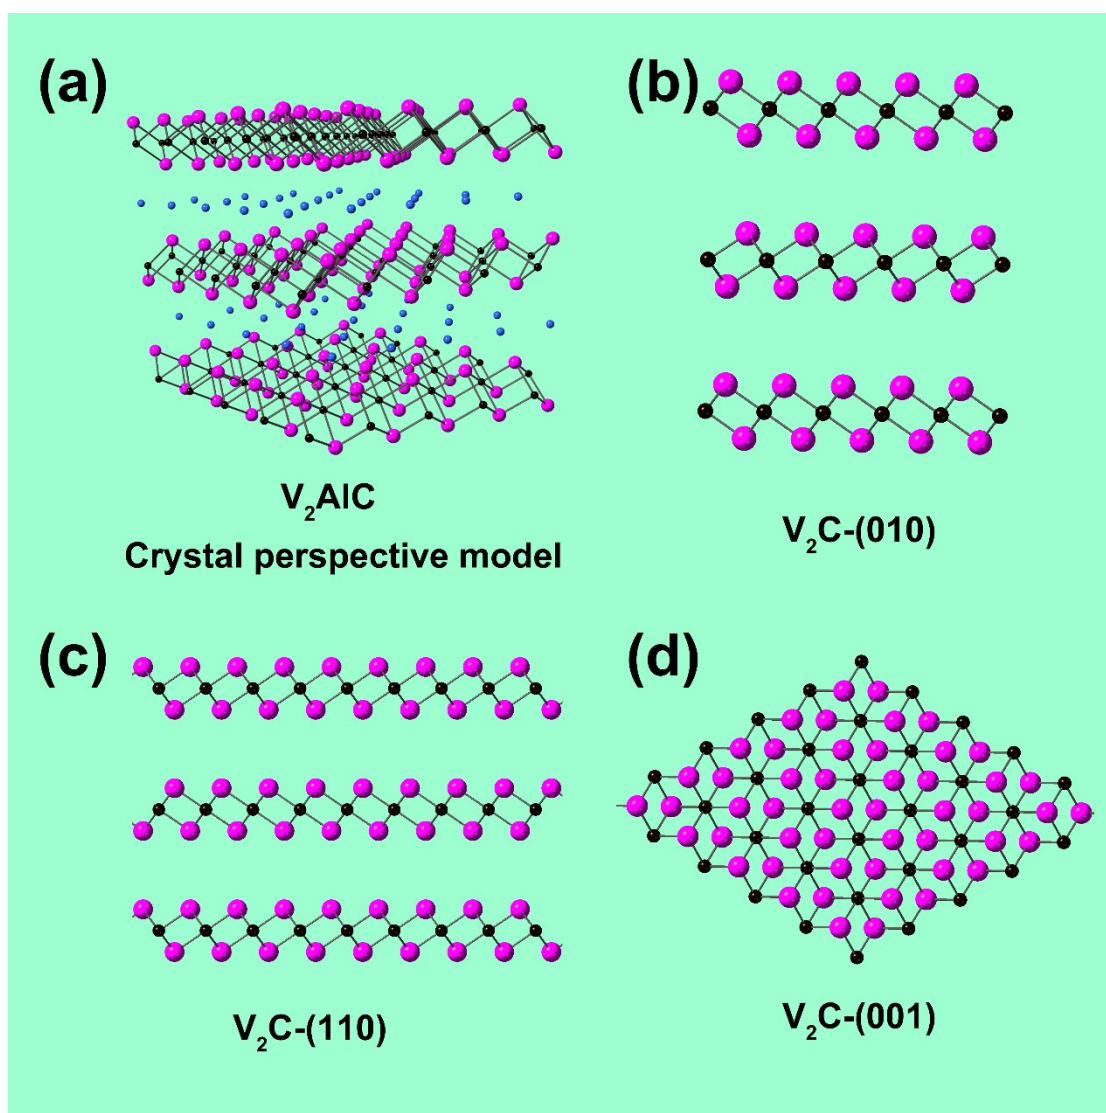 (a)
(b)
V₂AlC
Crystal perspective model
V₂C-(010)
(c)
(d)
V₂C-(110)
V₂C-(001)